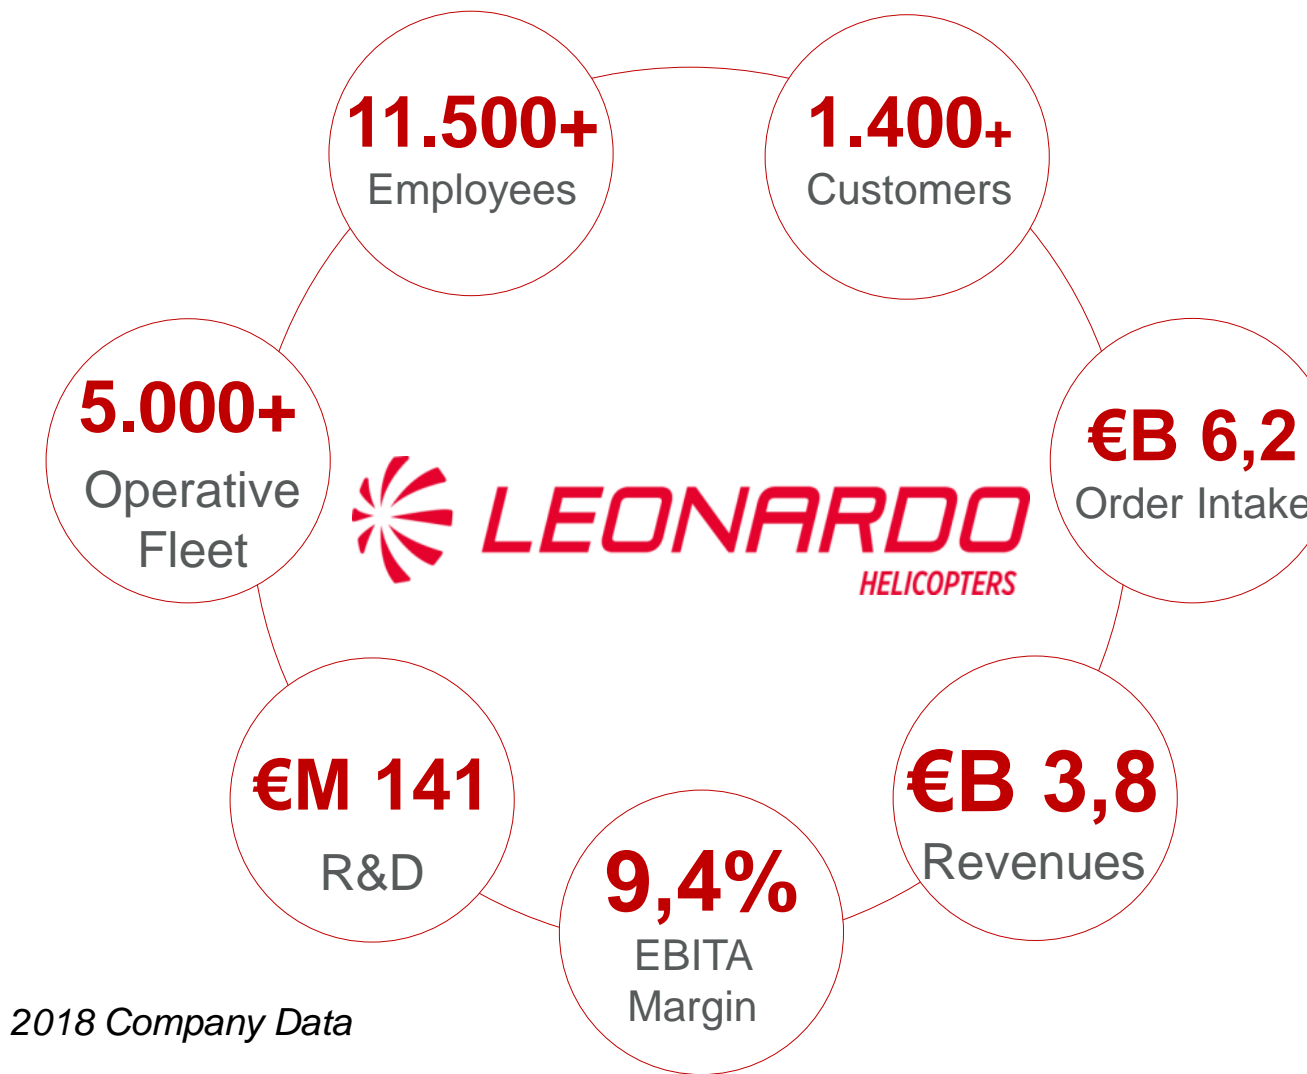 11.500+
Employees
1.400+
Customers
5.000+
Operative
Fleet
€B 6,2
Order Intake
LEONARDO
HELICOPTERS
€M 141
R&D
€B 3,8
Revenues
9,4%
EBITA
Margin
2018 Company Data